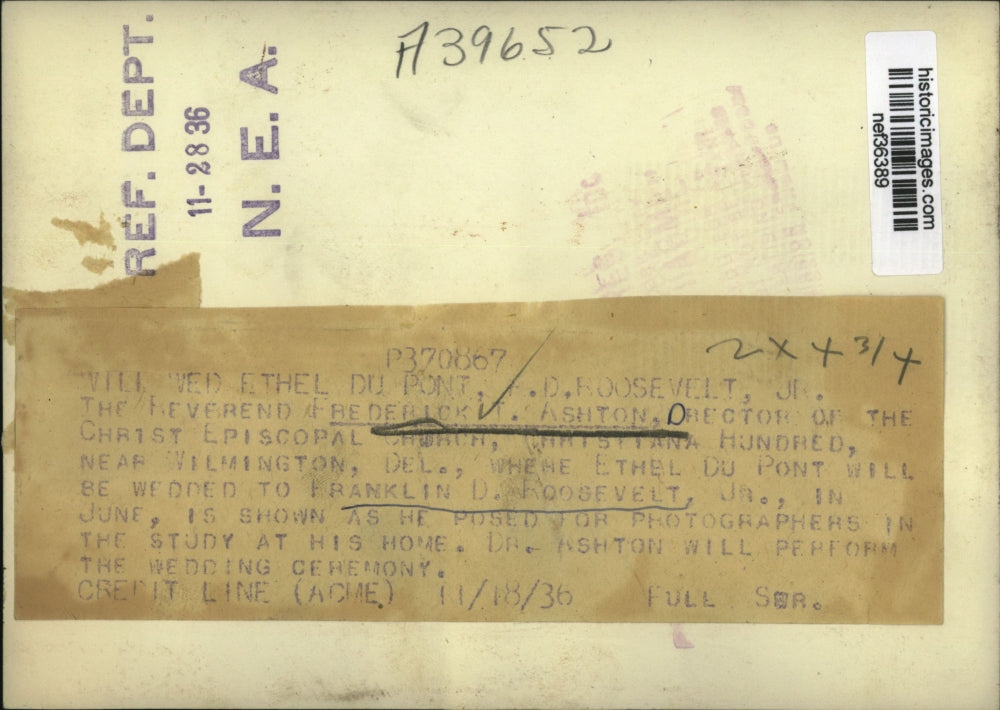 A39652
REF. DEPT.
11-28 36
N. E. A.
historicimages.com
nef36389
2 x 4 3/4
P370867
WILL WED ETHEL DU PONT, F.D.ROOSEVELT, JR.
THE REVEREND FREDERICK T. ASHTON, D RECTOR OF THE
CHRIST EPISCOPAL CHURCH, CHRISTIANA HUNDRED,
NEAR WILMINGTON, DEL., WHERE ETHEL DU PONT WILL
BE WEDDED TO FRANKLIN D. ROOSEVELT, JR., IN
JUNE, IS SHOWN AS HE POSED FOR PHOTOGRAPHERS IN
THE STUDY AT HIS HOME. DR. ASHTON WILL PERFORM
THE WEDDING CEREMONY.
CREDIT LINE (ACME) 11/18/36 FULL SER.